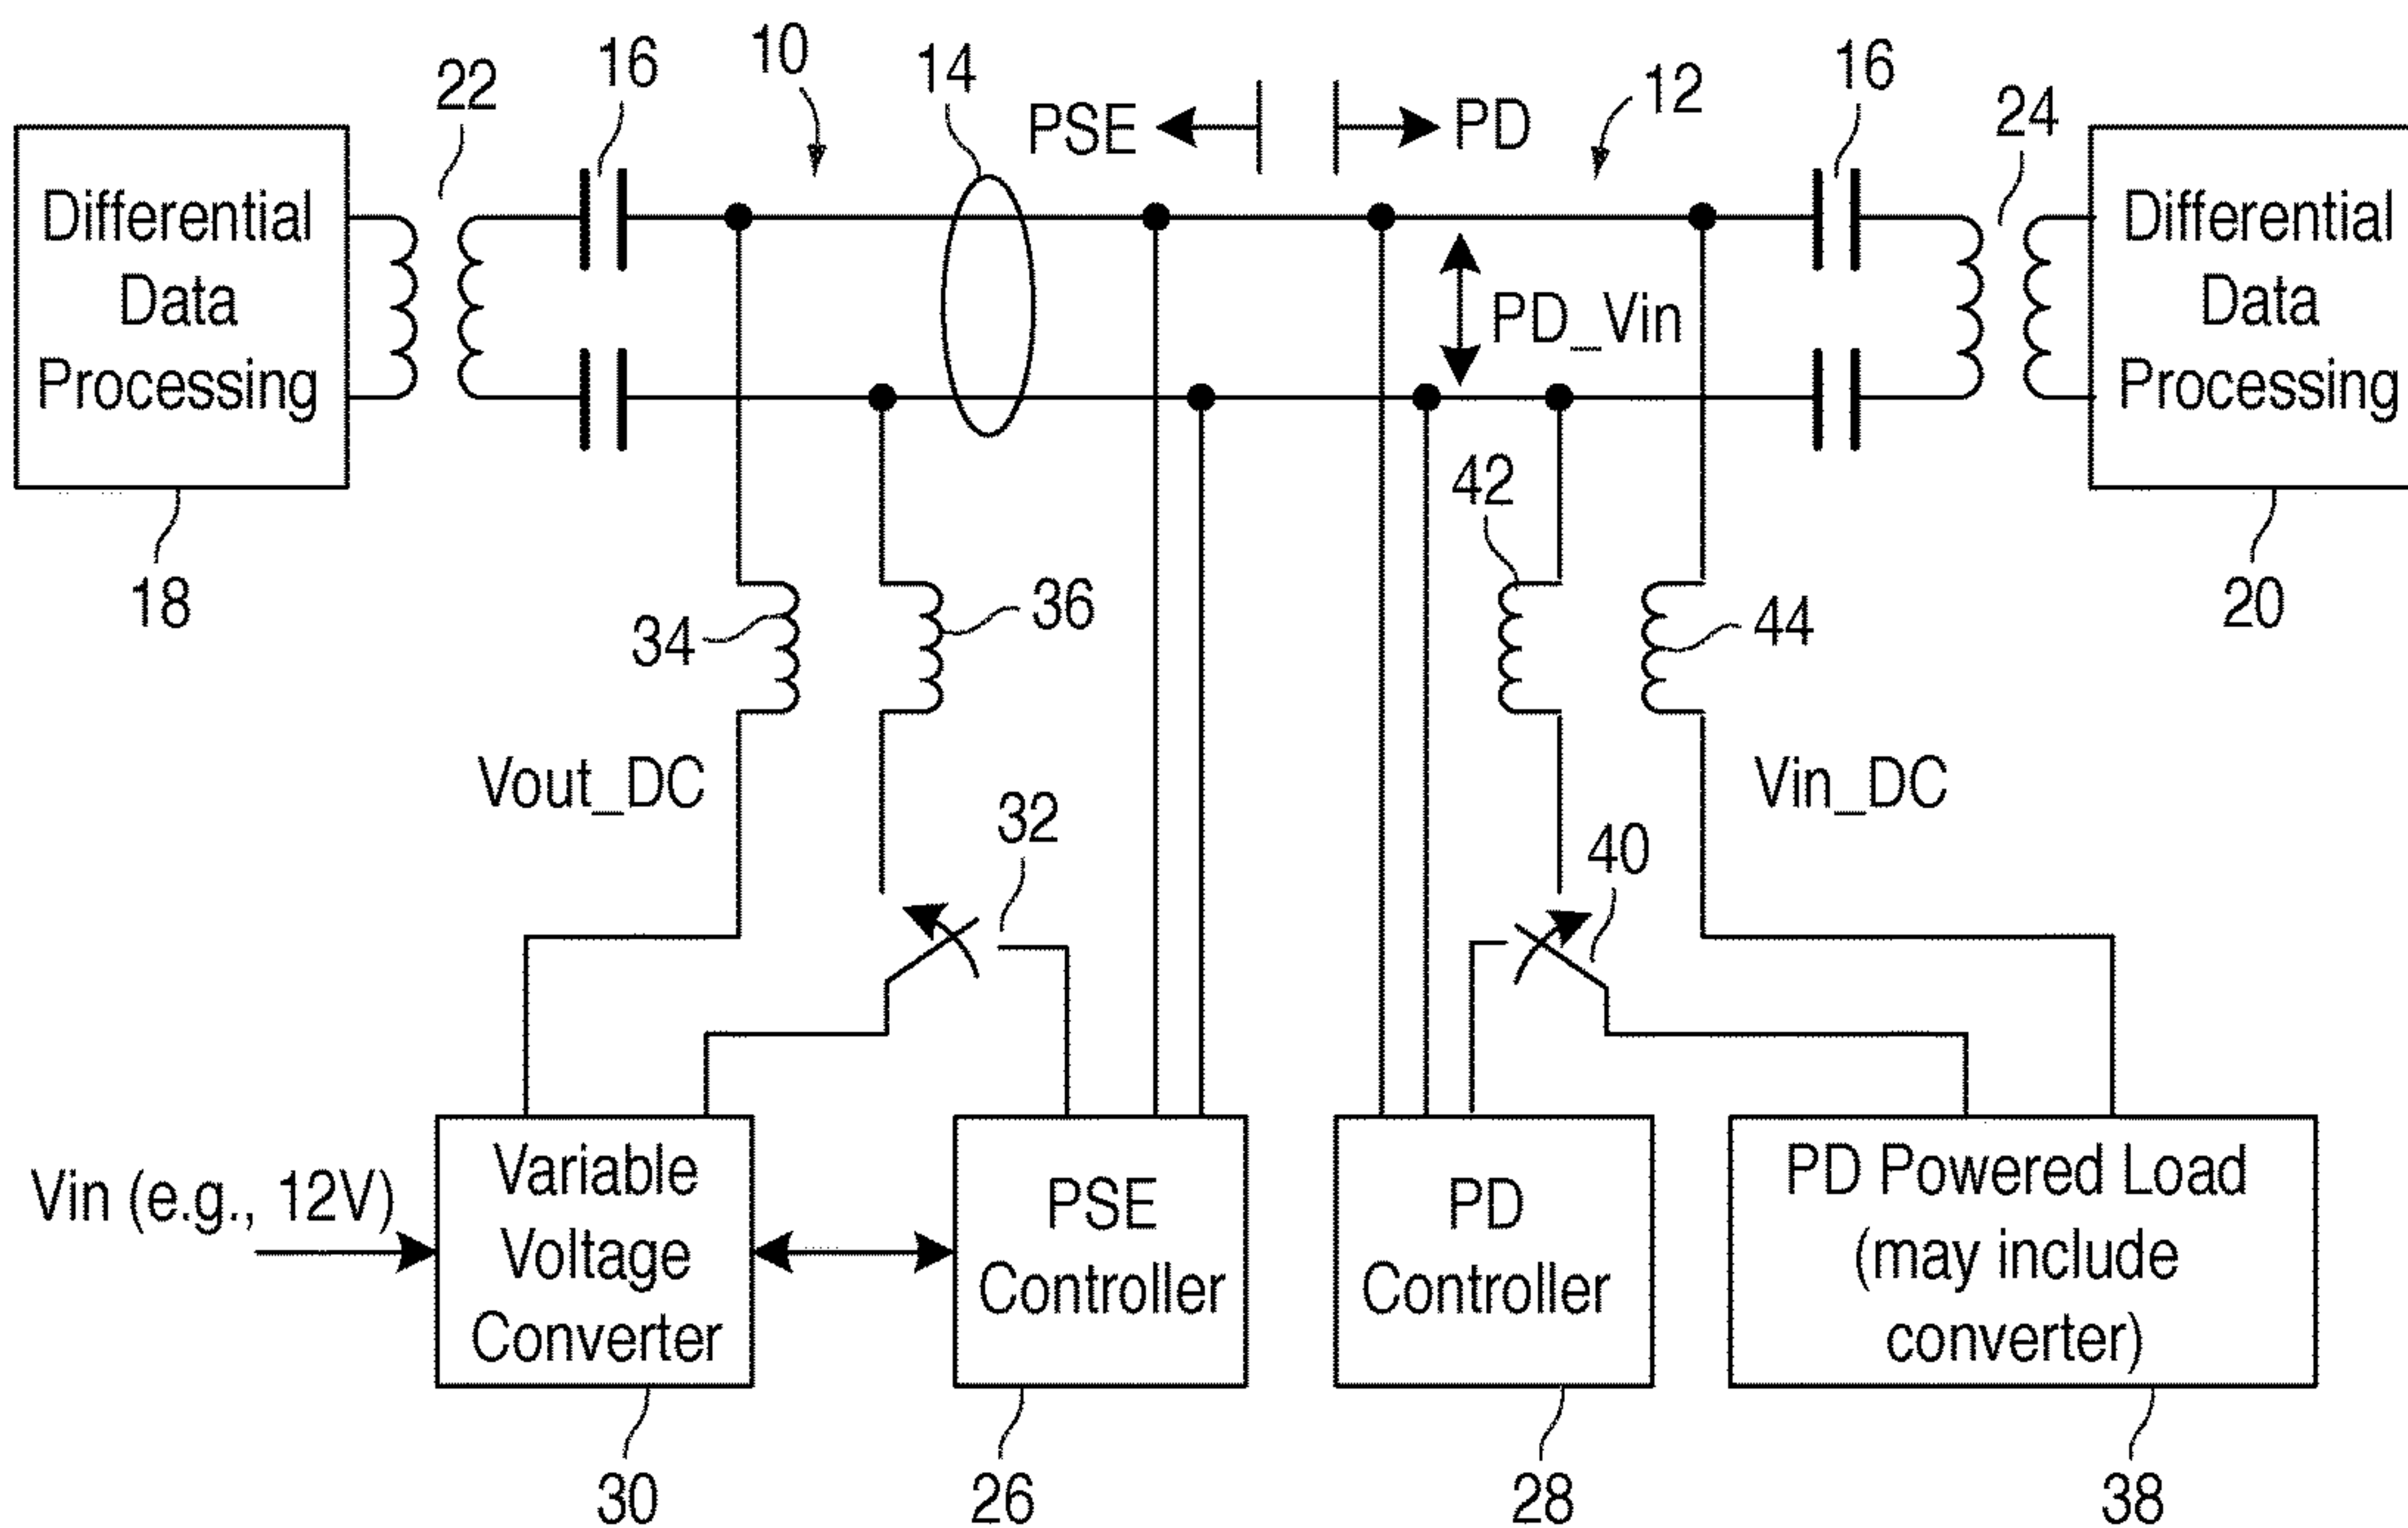 10
14
16
16
22
PSE
PD
12
24
Differential
Data
Processing
PD_Vin
Differential
Data
Processing
18
34
36
42
44
20
Vout_DC
32
40
Vin_DC
Vin (e.g., 12V)
Variable
Voltage
Converter
PSE
Controller
PD
Controller
PD Powered Load
(may include
converter)
30
26
28
38